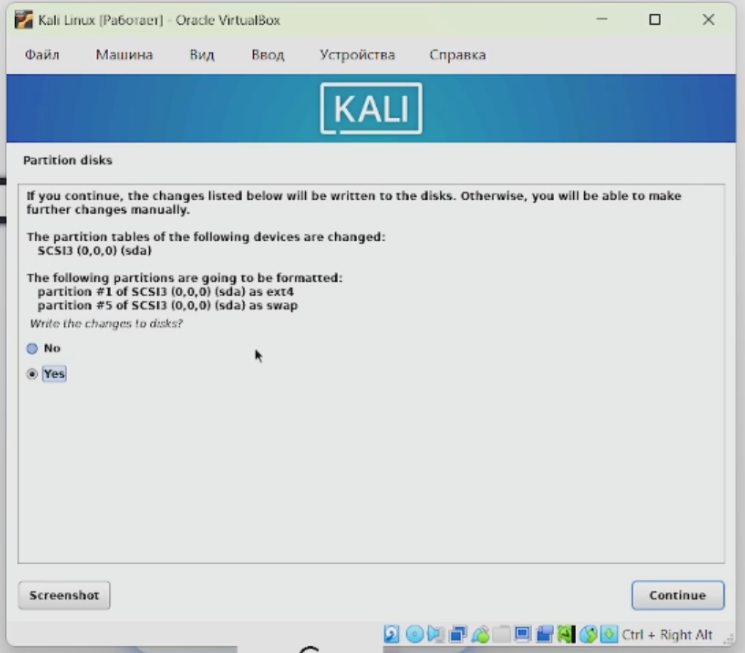 Kali Linux [Работает] - Oracle VirtualBox
Файл Машина Вид Ввод Устройства Справка
KALI
Partition disks
If you continue, the changes listed below will be written to the disks. Otherwise, you will be able to make
further changes manually.
The partition tables of the following devices are changed:
SCSI3 (0,0,0) (sda)
The following partitions are going to be formatted:
partition #1 of SCSI3 (0,0,0) (sda) as ext4
partition #5 of SCSI3 (0,0,0) (sda) as swap
Write the changes to disks?
No
Yes
Screenshot Continue
Ctrl + Right Alt